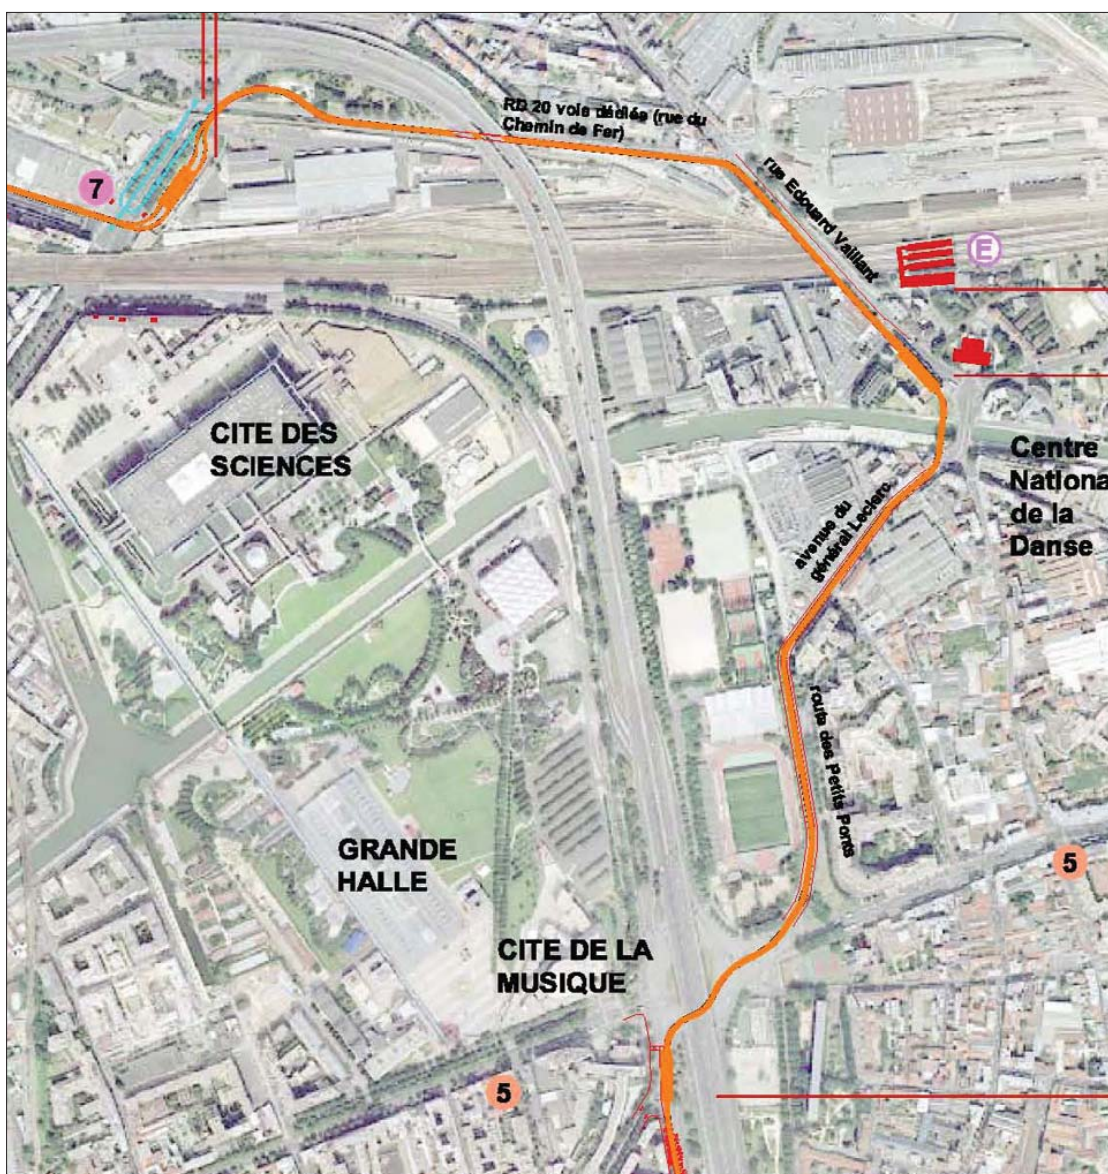 RD 20 voie dédiée (rue du
Chemin de Fer)
7
rue Edouard Vaillant
E
CITE DES
SCIENCES
Centre
Nationa
de la
Danse
avenue du
général Leclerc
route des Petits Ponts
GRANDE
HALLE
5
CITE DE LA
MUSIQUE
5